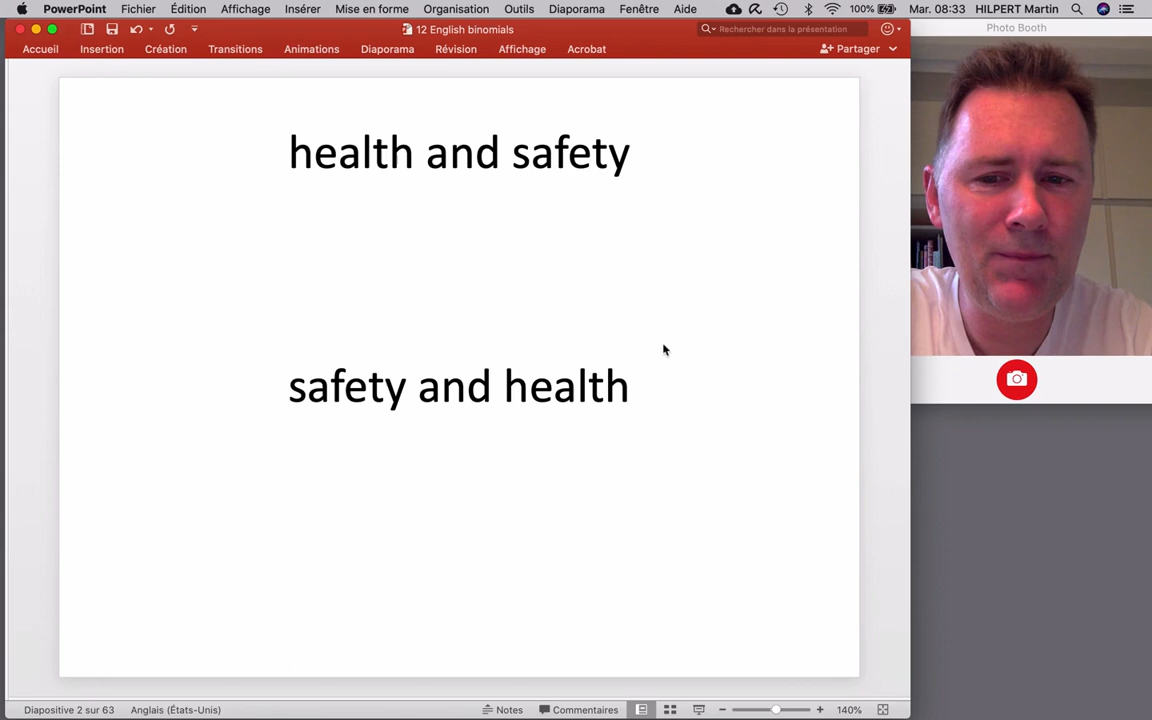 PowerPoint Fichier Édition Affichage Insérer Mise en forme Organisation Outils Diaporama Fenêtre Aide 100% Mar. 08:33 HILPERT Martin
12 English binomials
Rechercher dans la présentation
Photo Booth
Accueil Insertion Création Transitions Animations Diaporama Révision Affichage Acrobat Partager
health and safety
safety and health
Diapositive 2 sur 63 Anglais (États-Unis) Notes Commentaires 140%